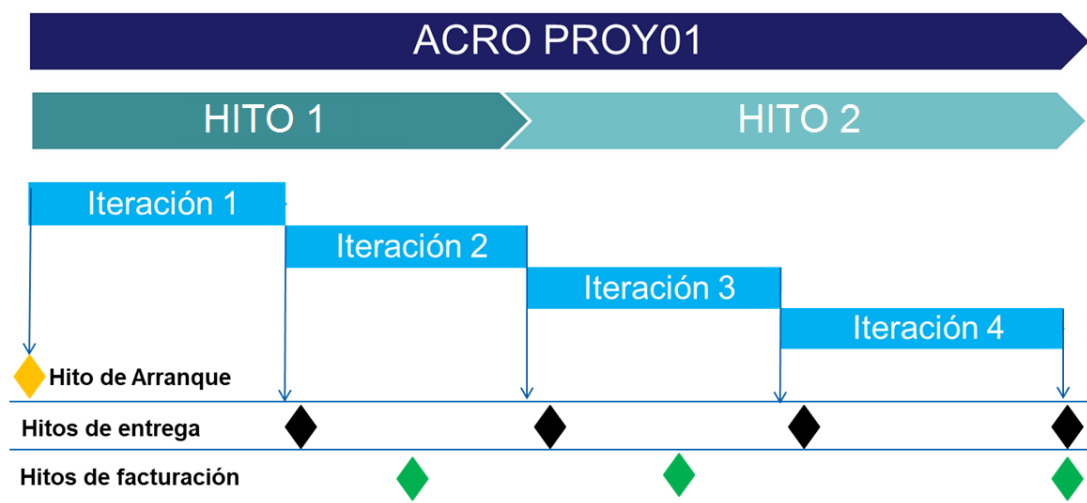 ACRO PROY01
HITO 1
HITO 2
Iteración 1
Iteración 2
Iteración 3
Iteración 4
Hito de Arranque
Hitos de entrega
Hitos de facturación